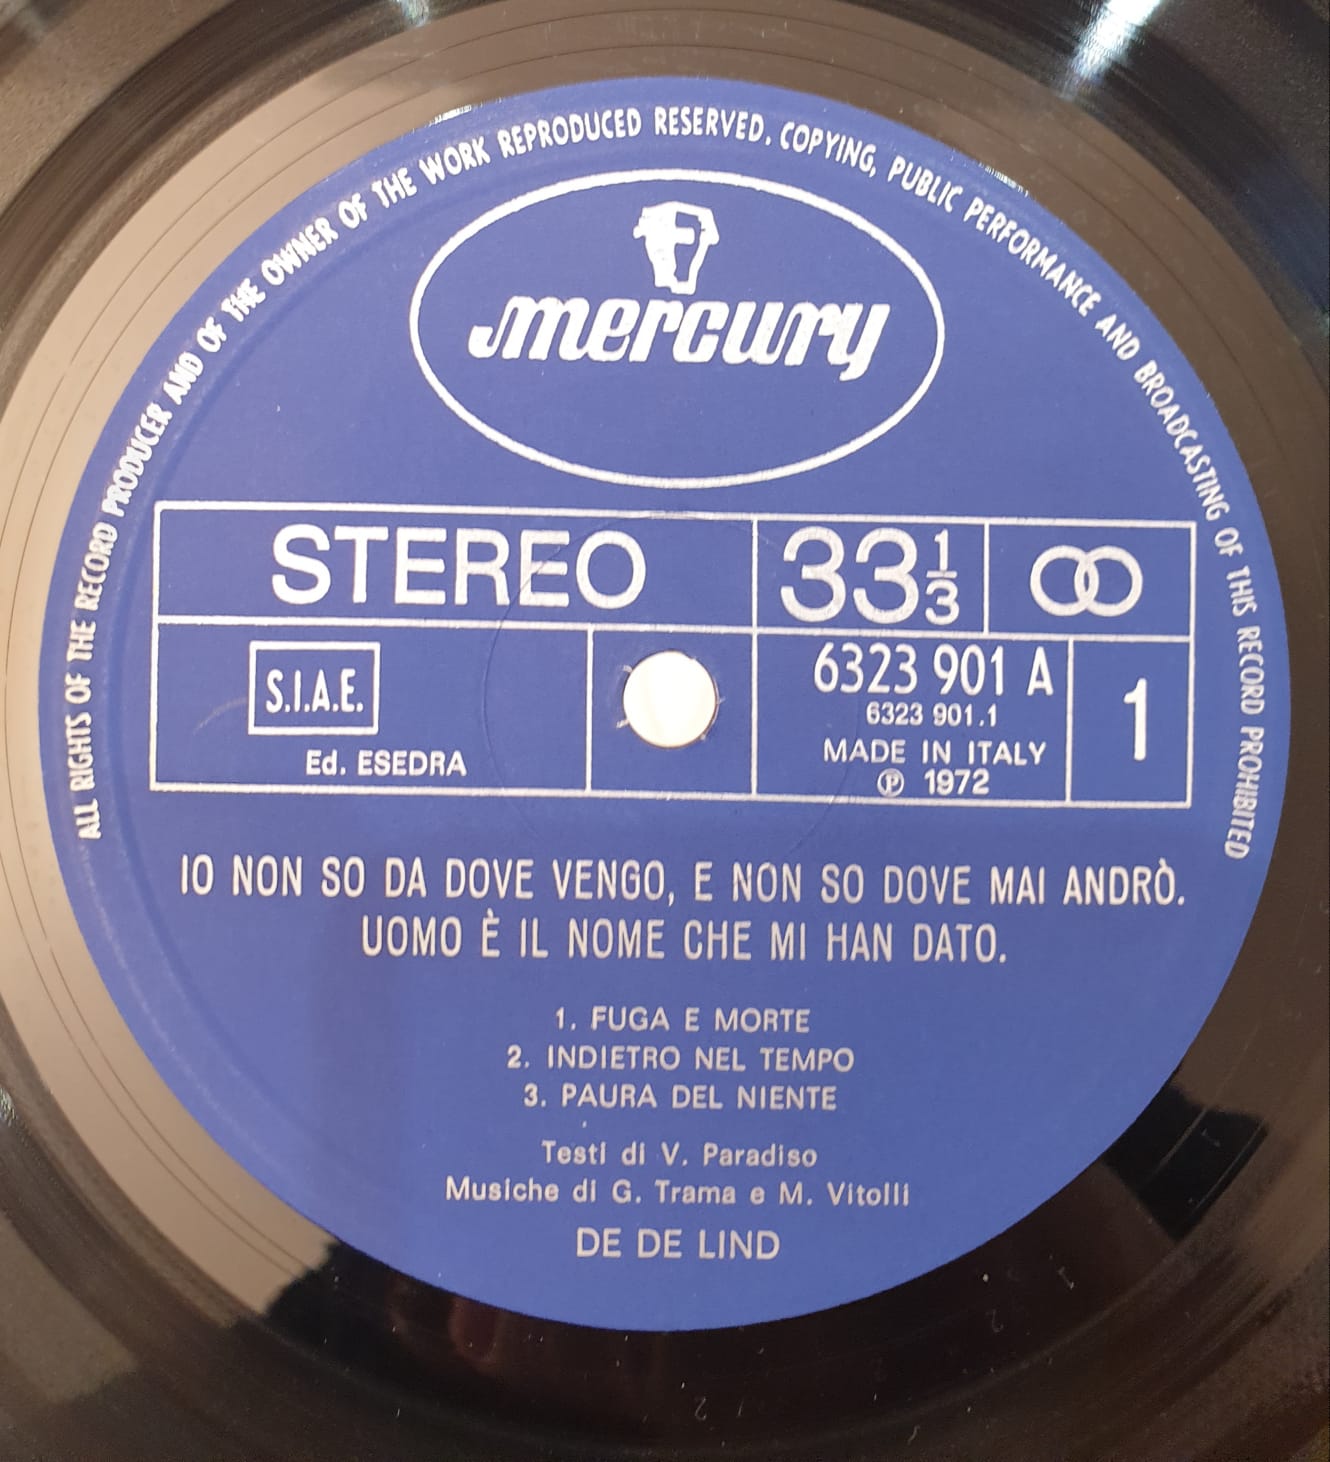 ALL RIGHTS OF THE RECORD PRODUCER AND OF THE OWNER OF THE WORK REPRODUCED RESERVED. COPYING, PUBLIC PERFORMANCE AND BROADCASTING OF THIS RECORD PROHIBITED
mercury
STEREO 33 1/3
S.I.A.E.
Ed. ESEDRA
6323 901 A
6323 901.1
MADE IN ITALY
Ⓟ 1972
1
IO NON SO DA DOVE VENGO, E NON SO DOVE MAI ANDRÒ.
UOMO È IL NOME CHE MI HAN DATO.
1. FUGA E MORTE
2. INDIETRO NEL TEMPO
3. PAURA DEL NIENTE
Testi di V. Paradiso
Musiche di G. Trama e M. Vitolli
DE DE LIND